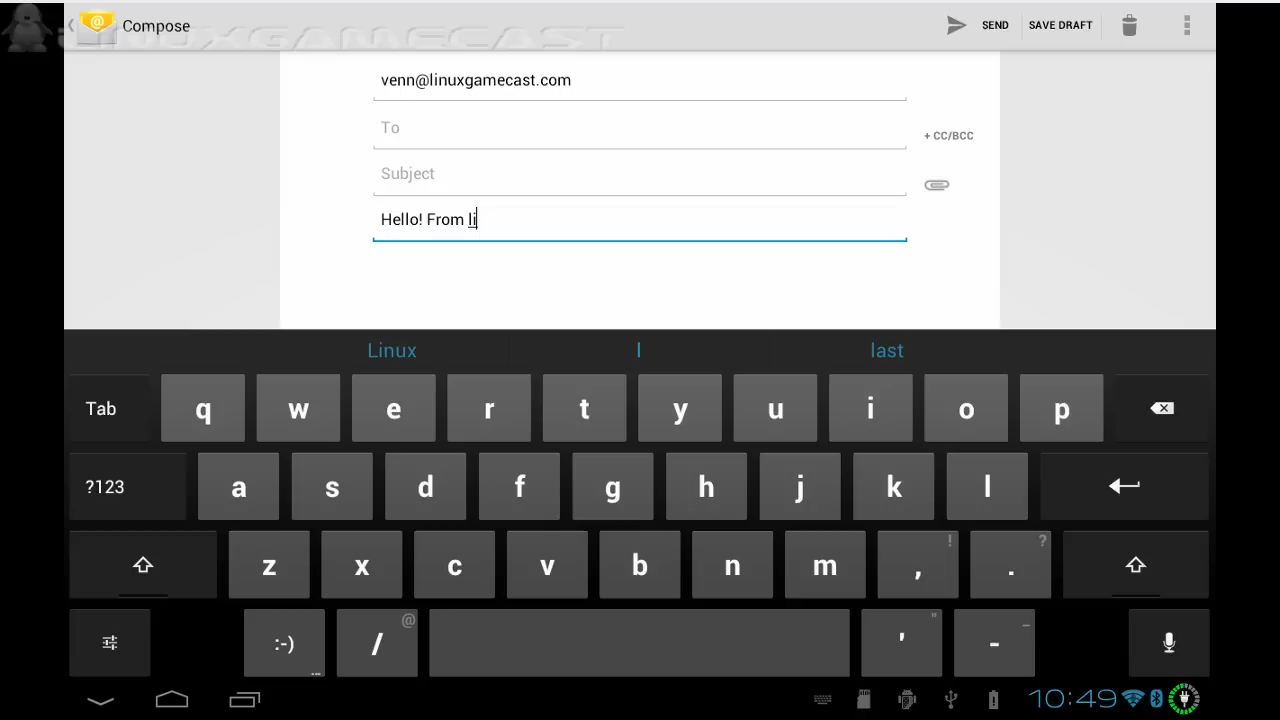 LINUXGAMECAST
Compose
SEND
SAVE DRAFT
venn@linuxgamecast.com
To
+ CC/BCC
Subject
Hello! From li
Linux
I
last
Tab
q w e r t y u i o p
?123
a s d f g h j k l
z x c v b n m , ! . ?
:-) ...
/ @
' "
- _
10:49